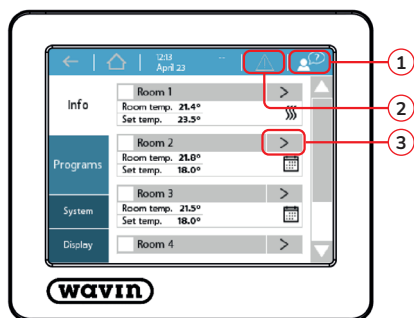 12:13
April 23
--
?
1
2
3
Info
Programs
System
Display
Room 1 >
Room temp. 21.4°
Set temp. 23.5°
Room 2 >
Room temp. 21.8°
Set temp. 18.0°
Room 3 >
Room temp. 21.5°
Set temp. 18.0°
Room 4 >
wavin